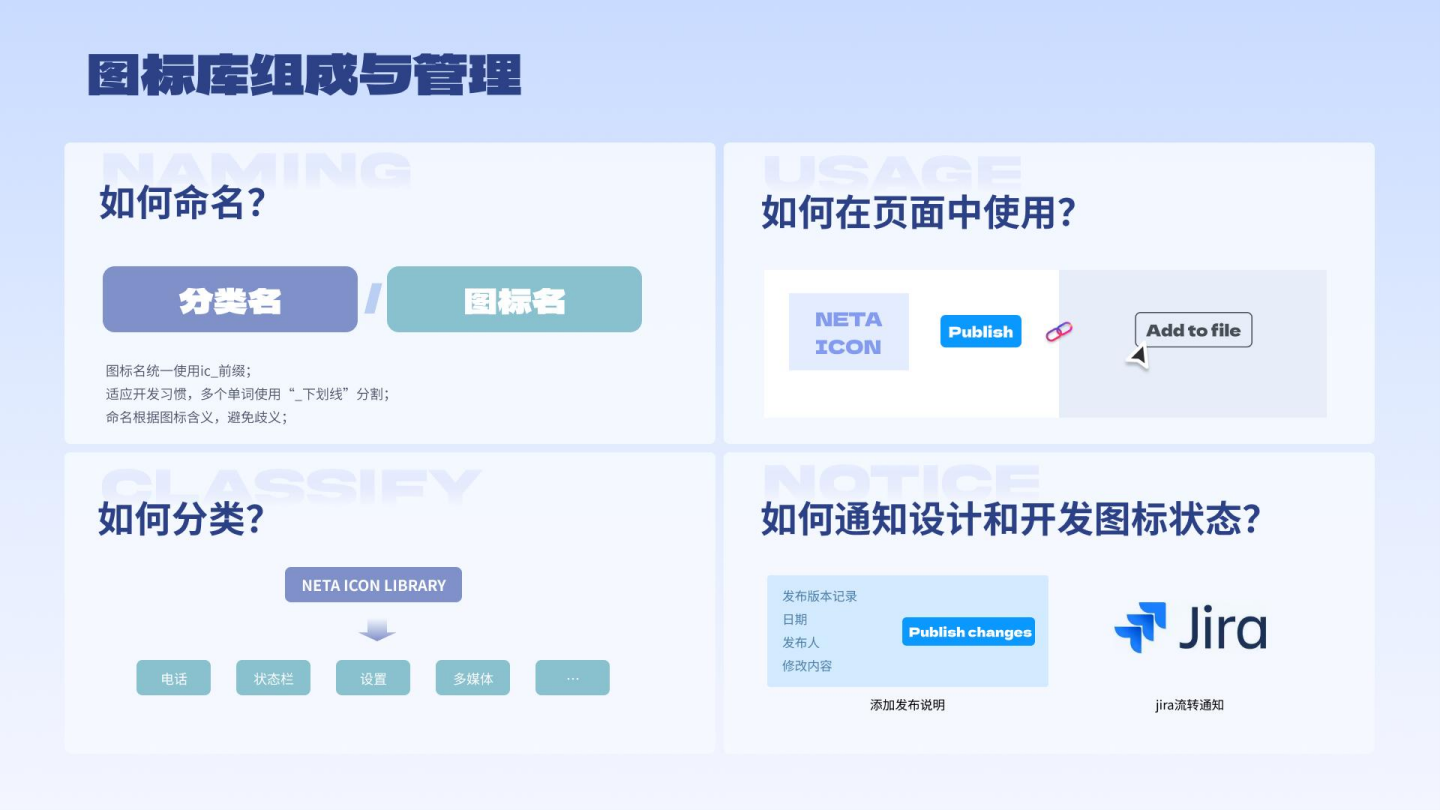 图标库组成与管理
NAMING
如何命名？
分类名 / 图标名
图标名统一使用ic_前缀；
适应开发习惯，多个单词使用“_下划线”分割；
命名根据图标含义，避免歧义；
USAGE
如何在页面中使用？
NETA
ICON
Publish
Add to file
CLASSIFY
如何分类？
NETA ICON LIBRARY
电话
状态栏
设置
多媒体
...
NOTICE
如何通知设计和开发图标状态？
发布版本记录
日期
发布人
修改内容
Publish changes
添加发布说明
Jira
jira流转通知